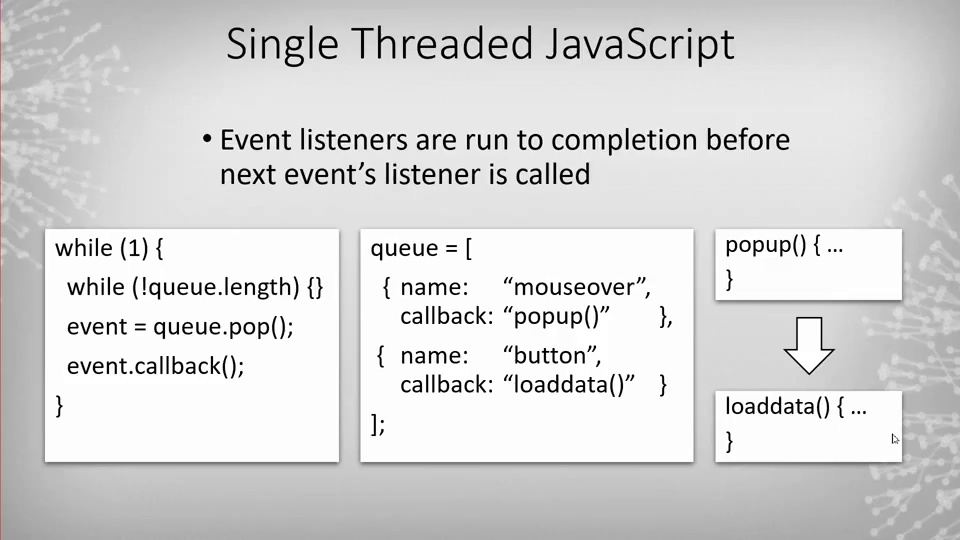 Single Threaded JavaScript
• Event listeners are run to completion before
next event’s listener is called
while (1) {
while (!queue.length) {}
event = queue.pop();
event.callback();
}
queue = [
{ name: “mouseover”,
callback: “popup()” },
{ name: “button”,
callback: “loaddata()” }
];
popup() { …
}
loaddata() { …
}